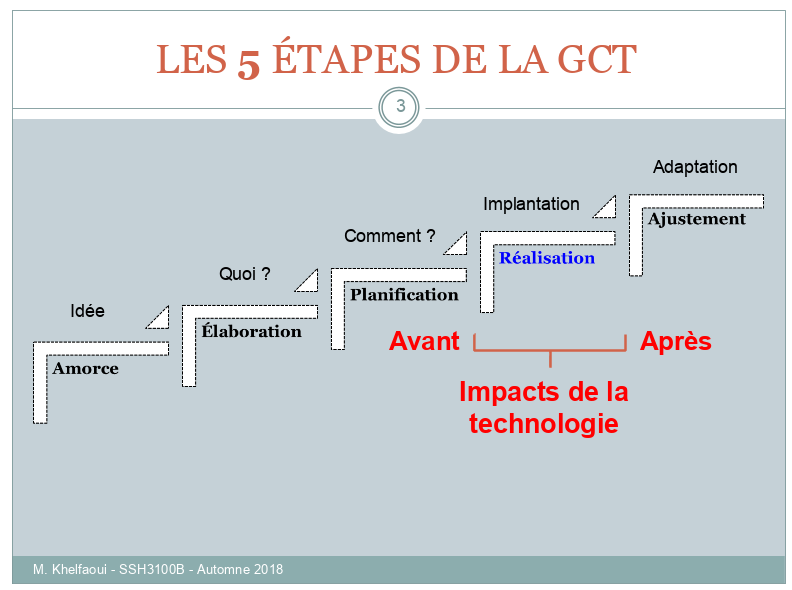 LES 5 ÉTAPES DE LA GCT
3
Adaptation
Ajustement
Implantation
Réalisation
Comment ?
Planification
Quoi ?
Élaboration
Idée
Amorce
Avant
Après
Impacts de la
technologie
M. Khelfaoui - SSH3100B - Automne 2018